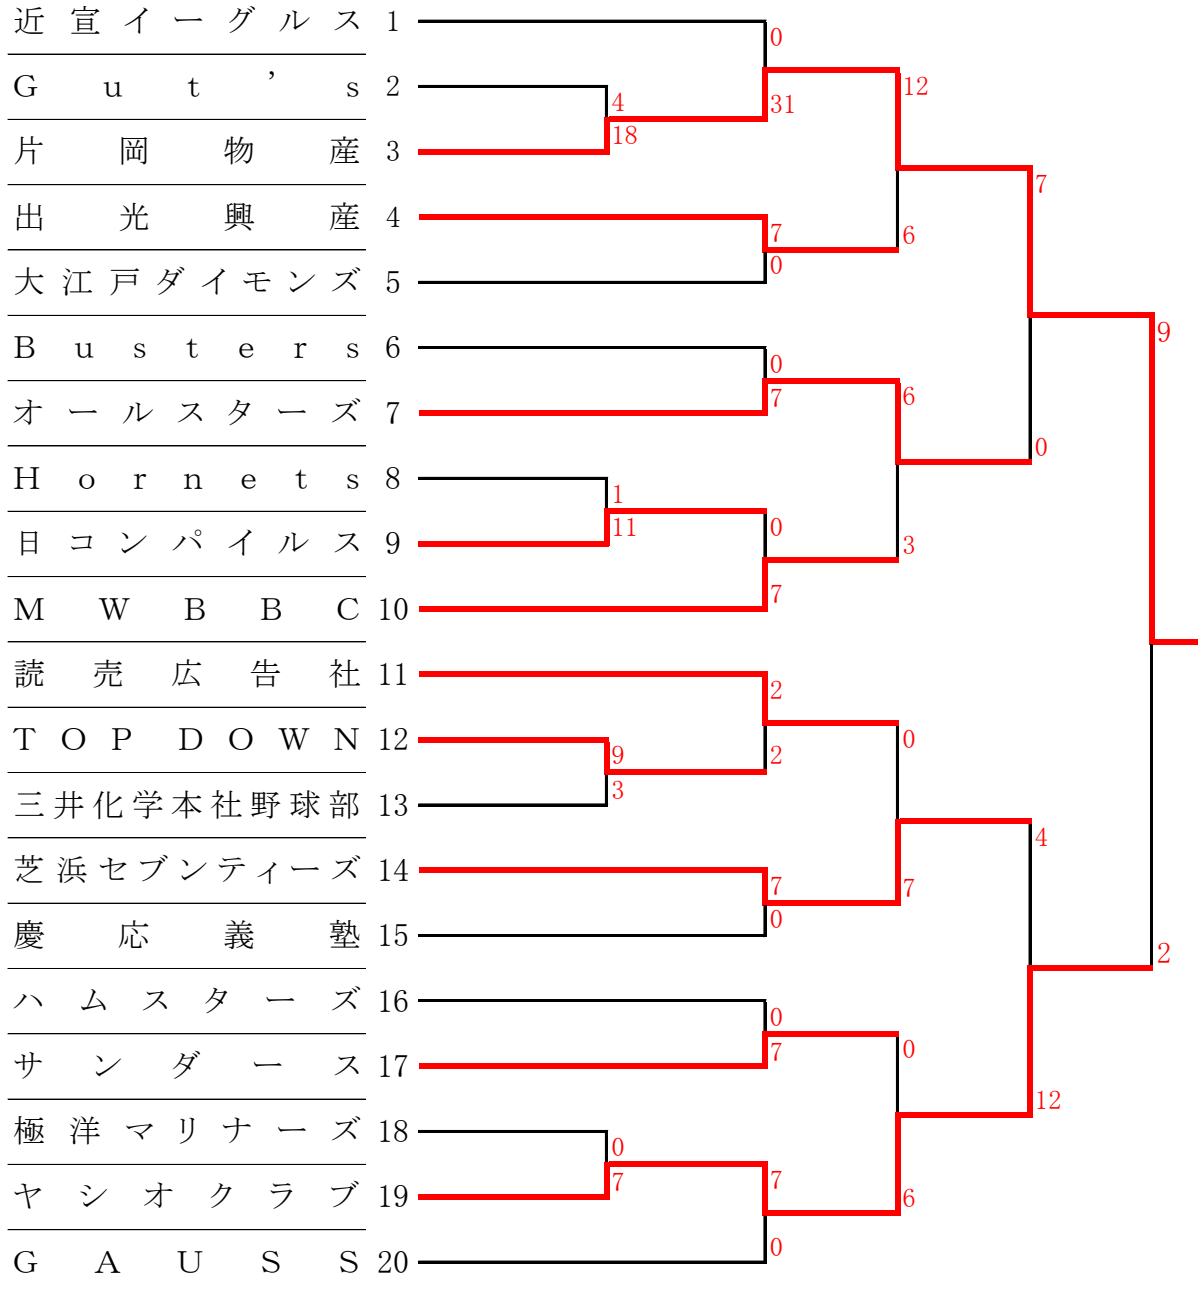 近宣イーグルス 1
0
Gut’s 2
12
4
31
18
片岡物産 3
7
出光興産 4
7
6
0
大江戸ダイモンズ 5
9
Busters 6
0
7
6
オールスターズ 7
0
Hornets 8
1
11
0
日コンパイルス 9
3
7
MWBBC 10
読売広告社 11
2
TOP DOWN 12
0
9
2
3
三井化学本社野球部 13
4
芝浜セブンティーズ 14
7
7
0
慶応義塾 15
2
ハムスターズ 16
0
0
7
サンダース 17
12
極洋マリナーズ 18
0
7
7
ヤシオクラブ 19
6
0
GAUSS 20